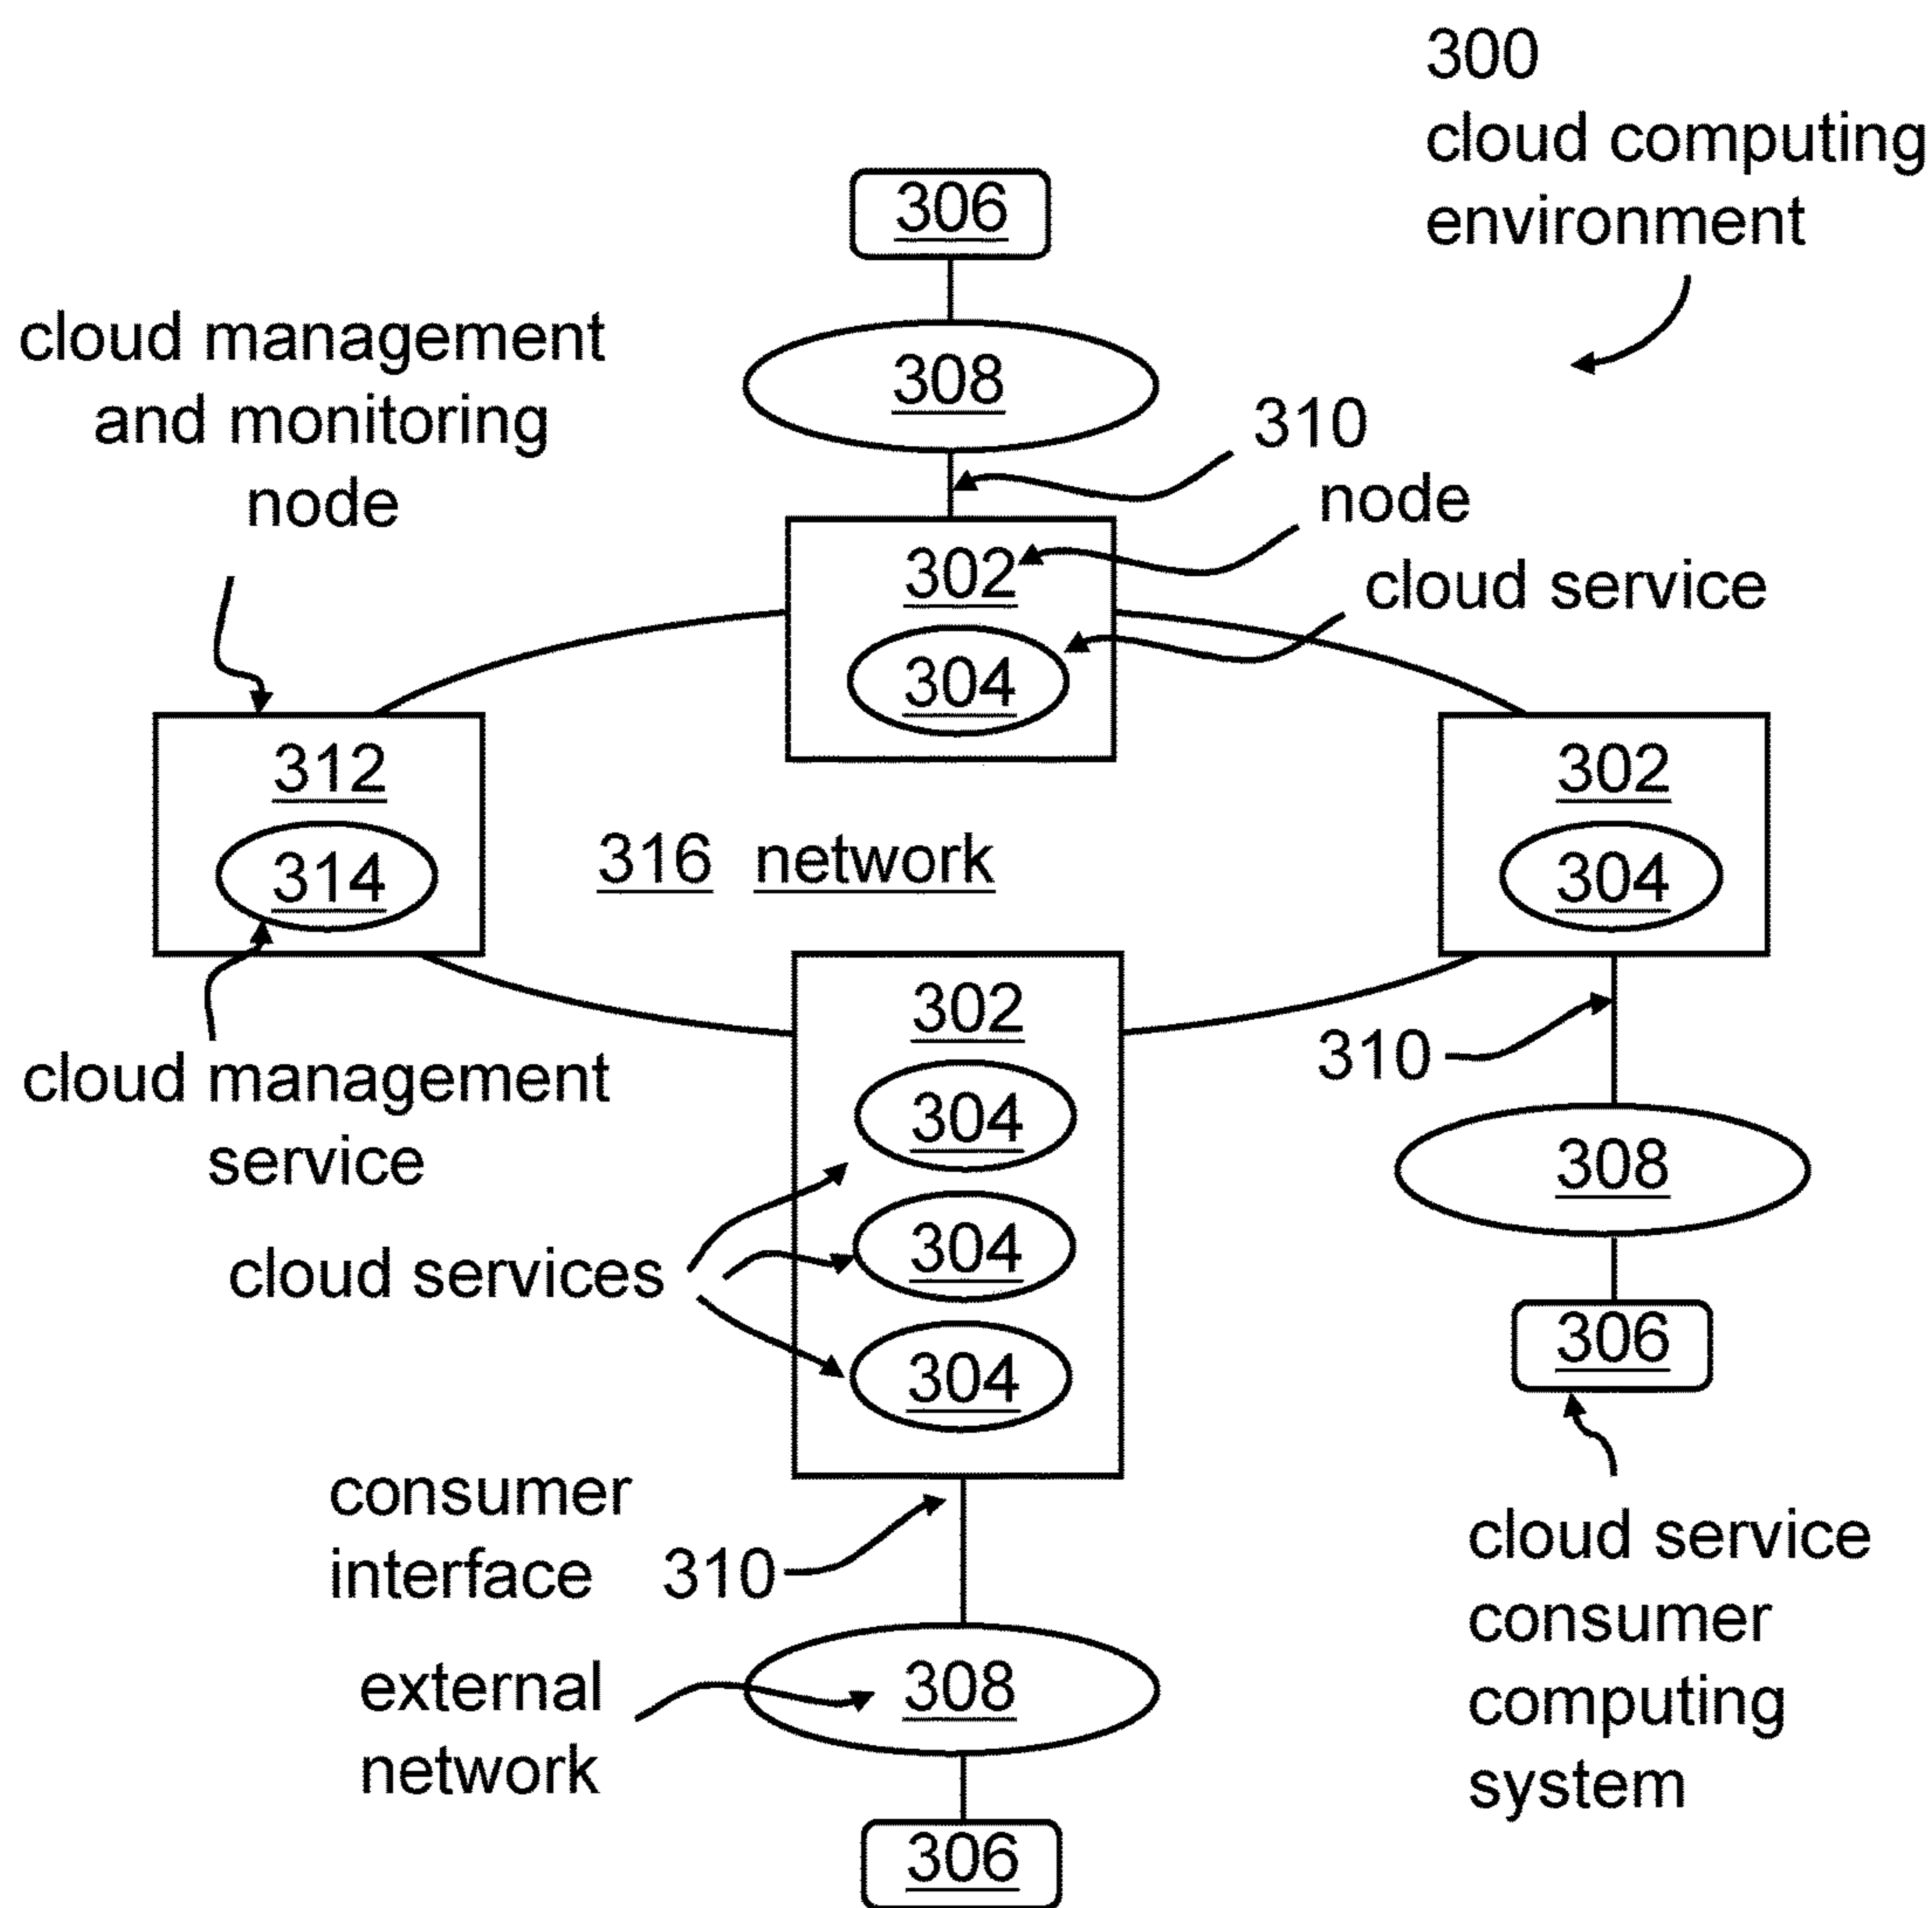 300
cloud computing
environment
306
cloud management
and monitoring
node
308
310
node
302
cloud service
304
312
314
316 network
302
304
cloud management
service
302
304
304
304
cloud services
310
308
306
consumer
interface
310
cloud service
consumer
computing
system
external
network
308
306